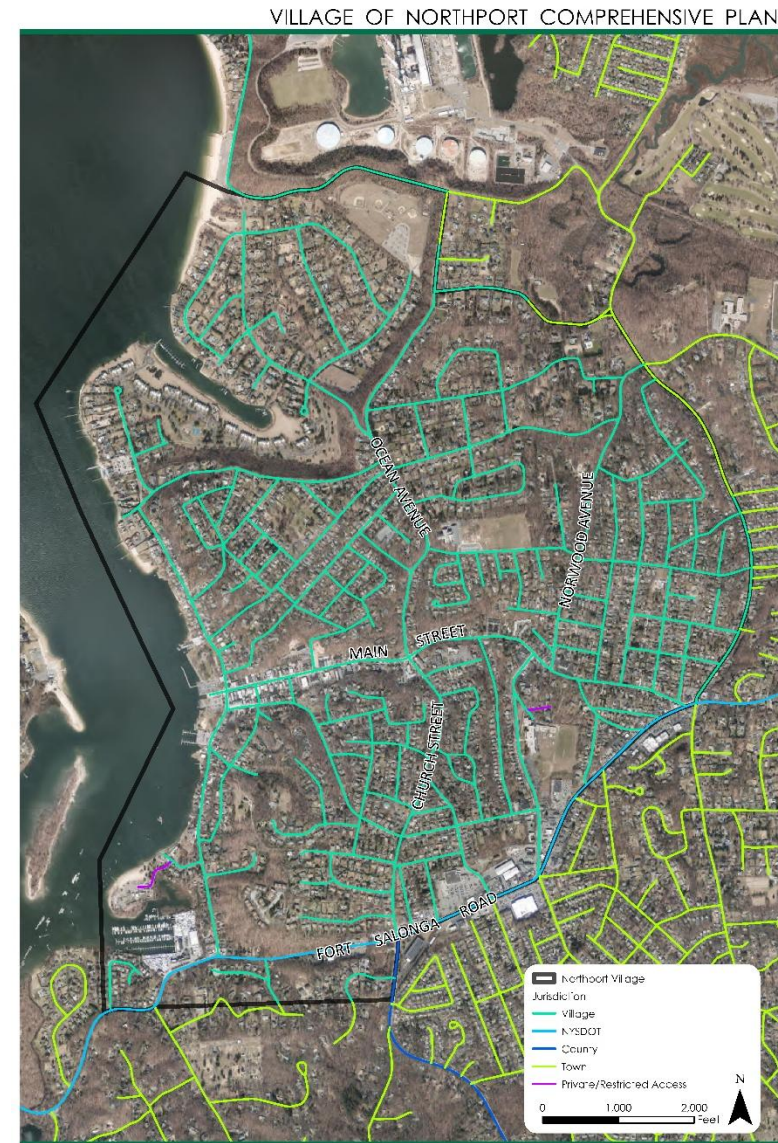 VILLAGE OF NORTHPORT COMPREHENSIVE PLAN
OCEAN AVENUE
NORWOOD AVENUE
MAIN STREET
CHURCH STREET
FORT SALONGA ROAD
Northport Village
Jurisdiction
Village
NYSDOT
County
Town
Private/Restricted Access
N
0 1,000 2,000
Feet